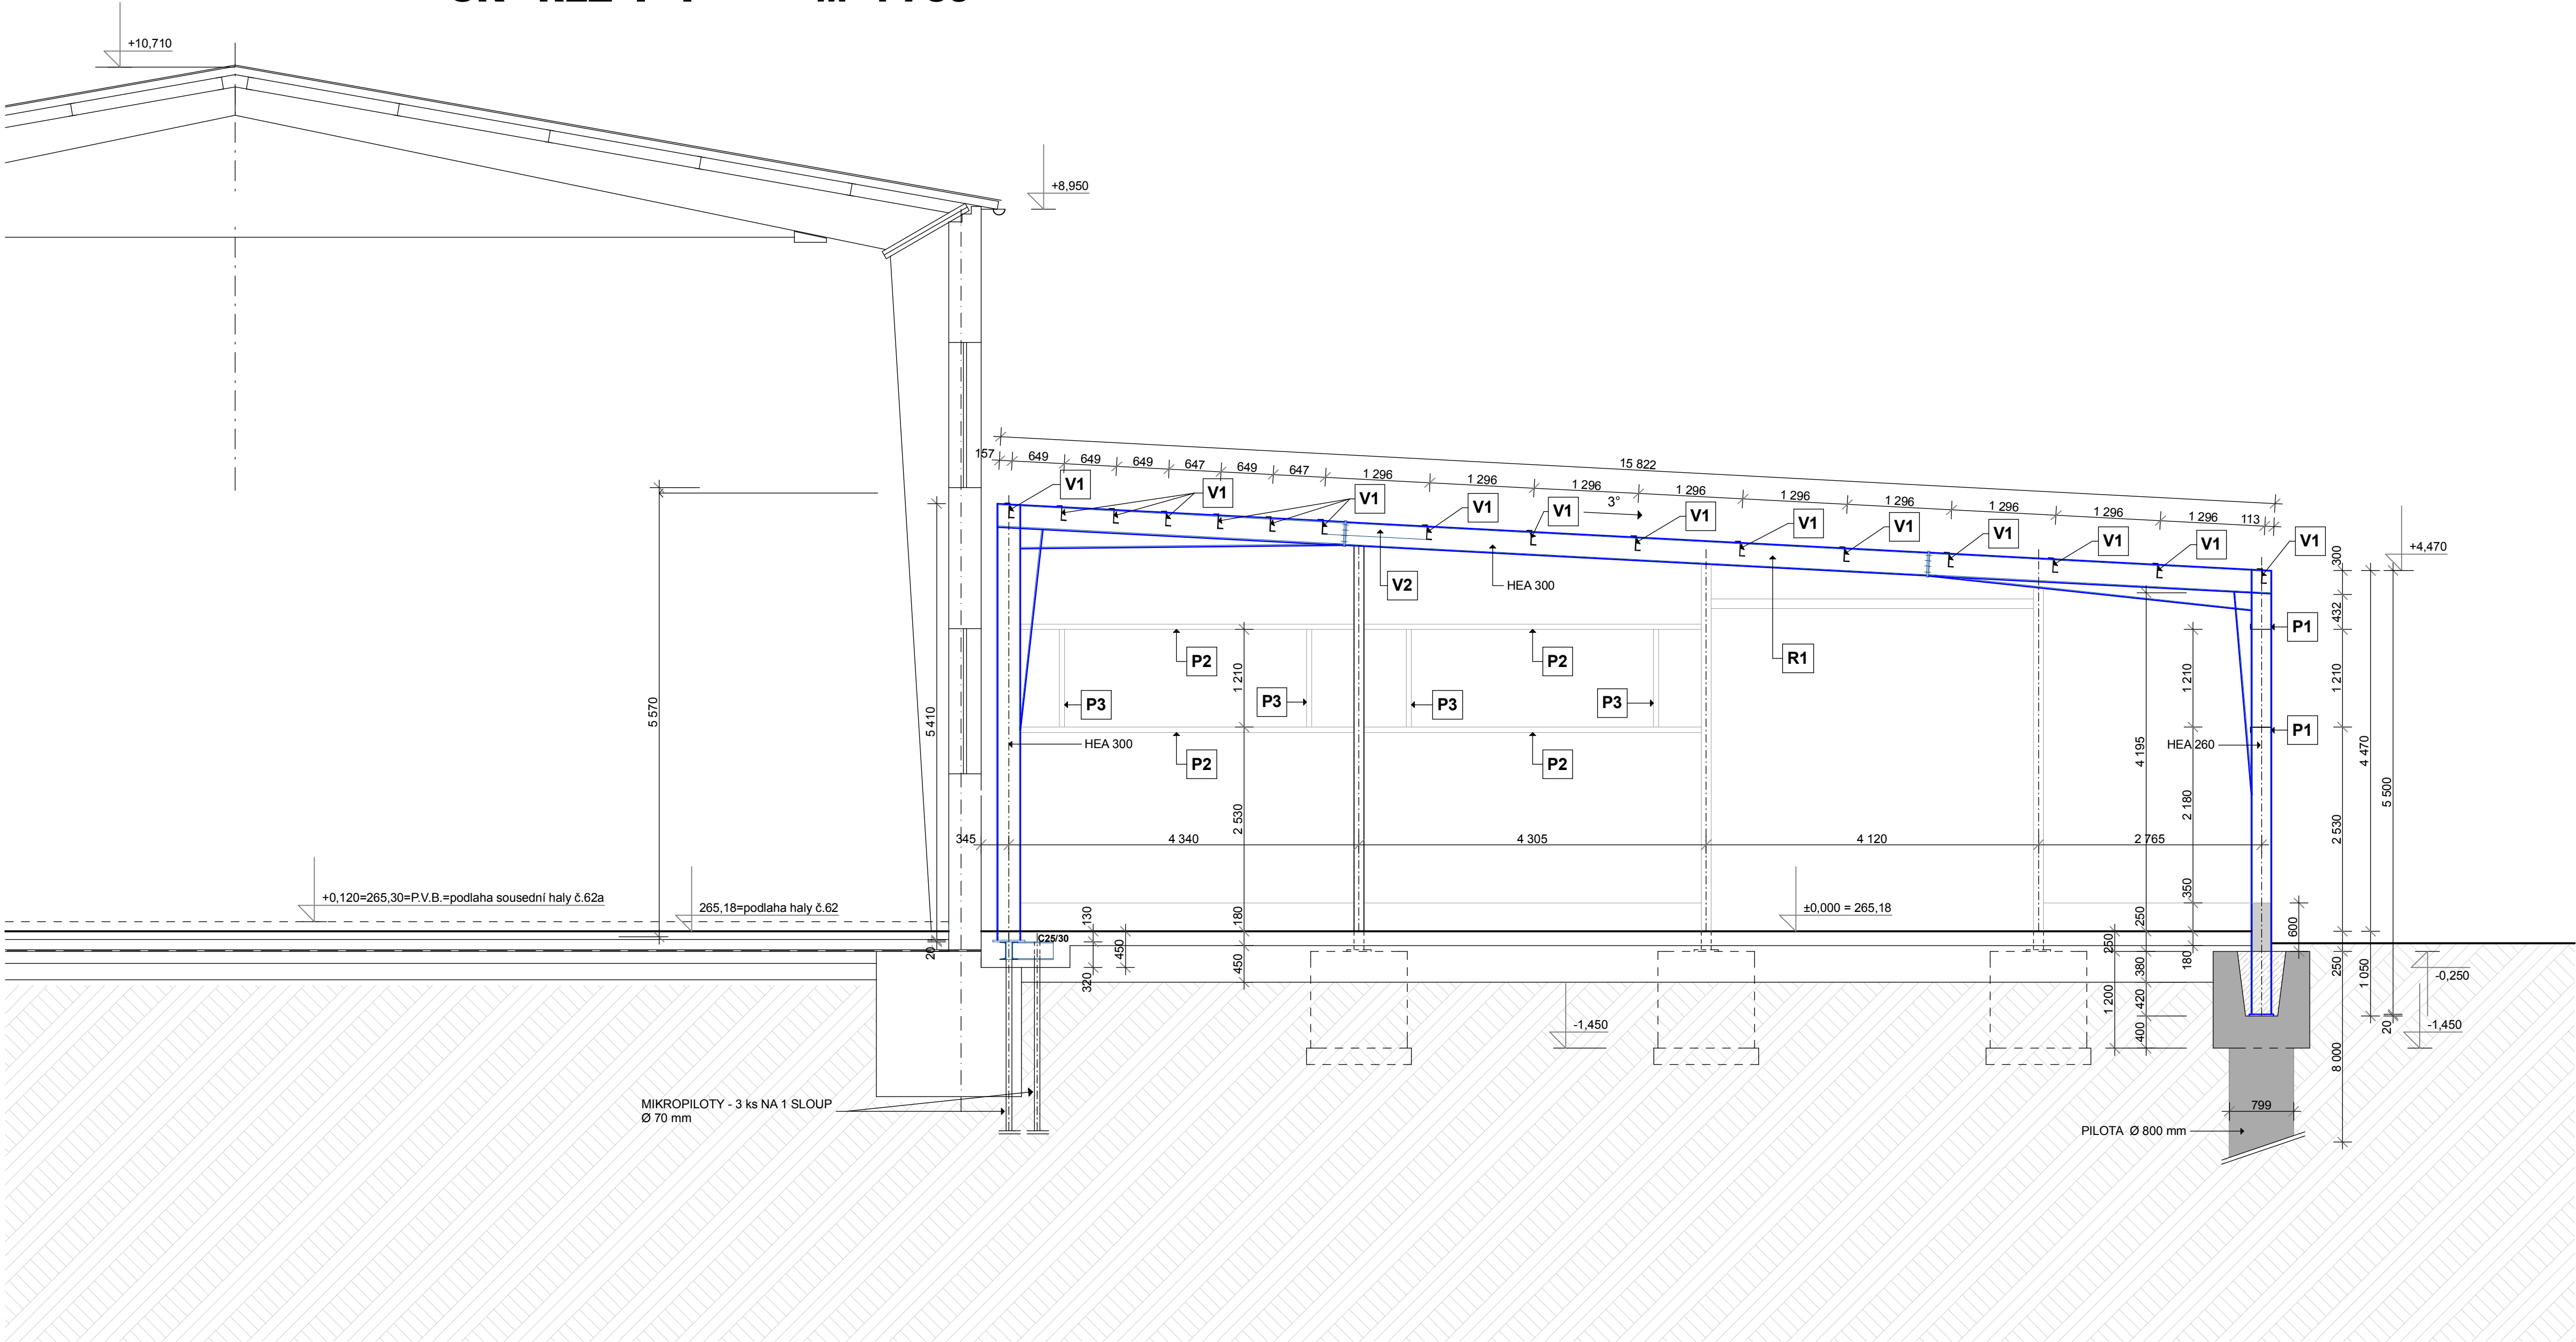 +10,710
+8,950
15 822
157
649
649
649
647
649
647
1 296
1 296
1 296
1 296
1 296
1 296
1 296
1 296
1 296
113
3°
V1
V1
V1
V1
V1
V1
V1
V1
V1
V1
V1
V1
+4,470
V2
HEA 300
R1
P2
P2
P3
P3
P3
P3
P2
P2
HEA 300
HEA 260
P1
P1
5 570
5 410
1 210
2 530
180
450
4 195
250
380
420
400
1 210
2 180
350
180
250
1 200
300
432
1 210
2 530
250
8 000
4 470
1 050
5 500
20
600
345
4 340
4 305
4 120
2 765
+0,120=265,30=P.V.B.=podlaha sousední haly č.62a
265,18=podlaha haly č.62
±0,000 = 265,18
20
C25/30
130
320
450
-1,450
-0,250
-1,450
MIKROPILOTY - 3 ks NA 1 SLOUP
Ø 70 mm
799
PILOTA Ø 800 mm